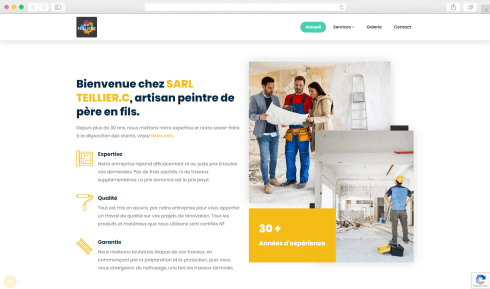 TEILLIER.C
Accueil
Services
Galerie
Contact
Bienvenue chez SARL
TEILLIER.C, artisan peintre de
père en fils.
Depuis plus de 30 ans, nous mettons notre expertise et notre savoir-faire
à la disposition des clients, voyez leurs avis.
Expertise
Notre entreprise répond efficacement et au juste prix à toutes
vos demandes. Pas de frais cachés, ni de travaux
supplémentaires. Le prix annoncé est le prix payé.
Qualité
Tout est mis en œuvre, par notre entreprise pour vous apporter
un travail de qualité sur vos projets de rénovation. Tous les
produits et matériaux que nous utilisons sont certifiés NF.
Garantie
Nous réalisons toutes les étapes de vos travaux, en
commençant par la préparation et la protection, puis nous
nous chargeons du nettoyage, une fois les travaux terminés.
30 +
Années d'expérience